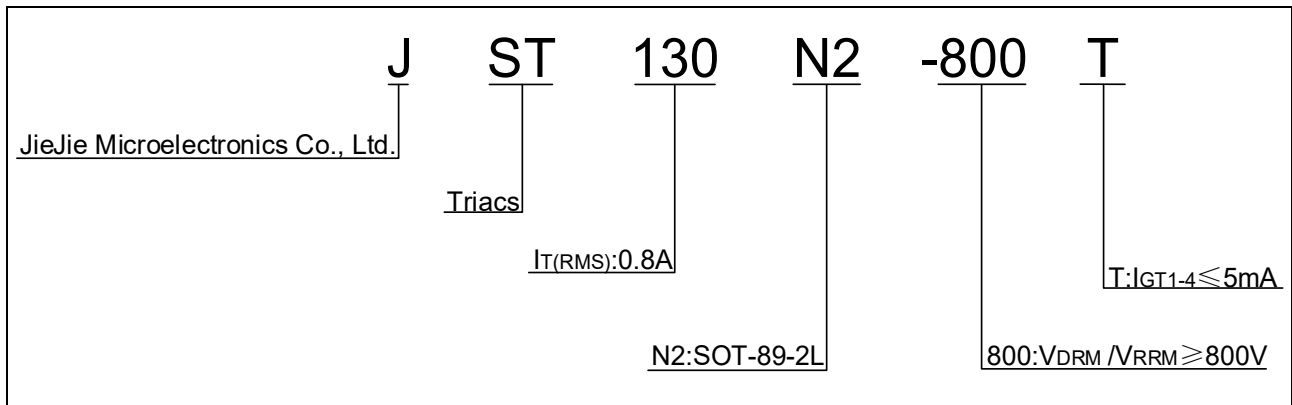 J ST 130 N2 -800 T
JieJie Microelectronics Co., Ltd.
Triacs
IT(RMS):0.8A
T:IGT1-4≤5mA
N2:SOT-89-2L
800:VDRM /VRRM≥800V